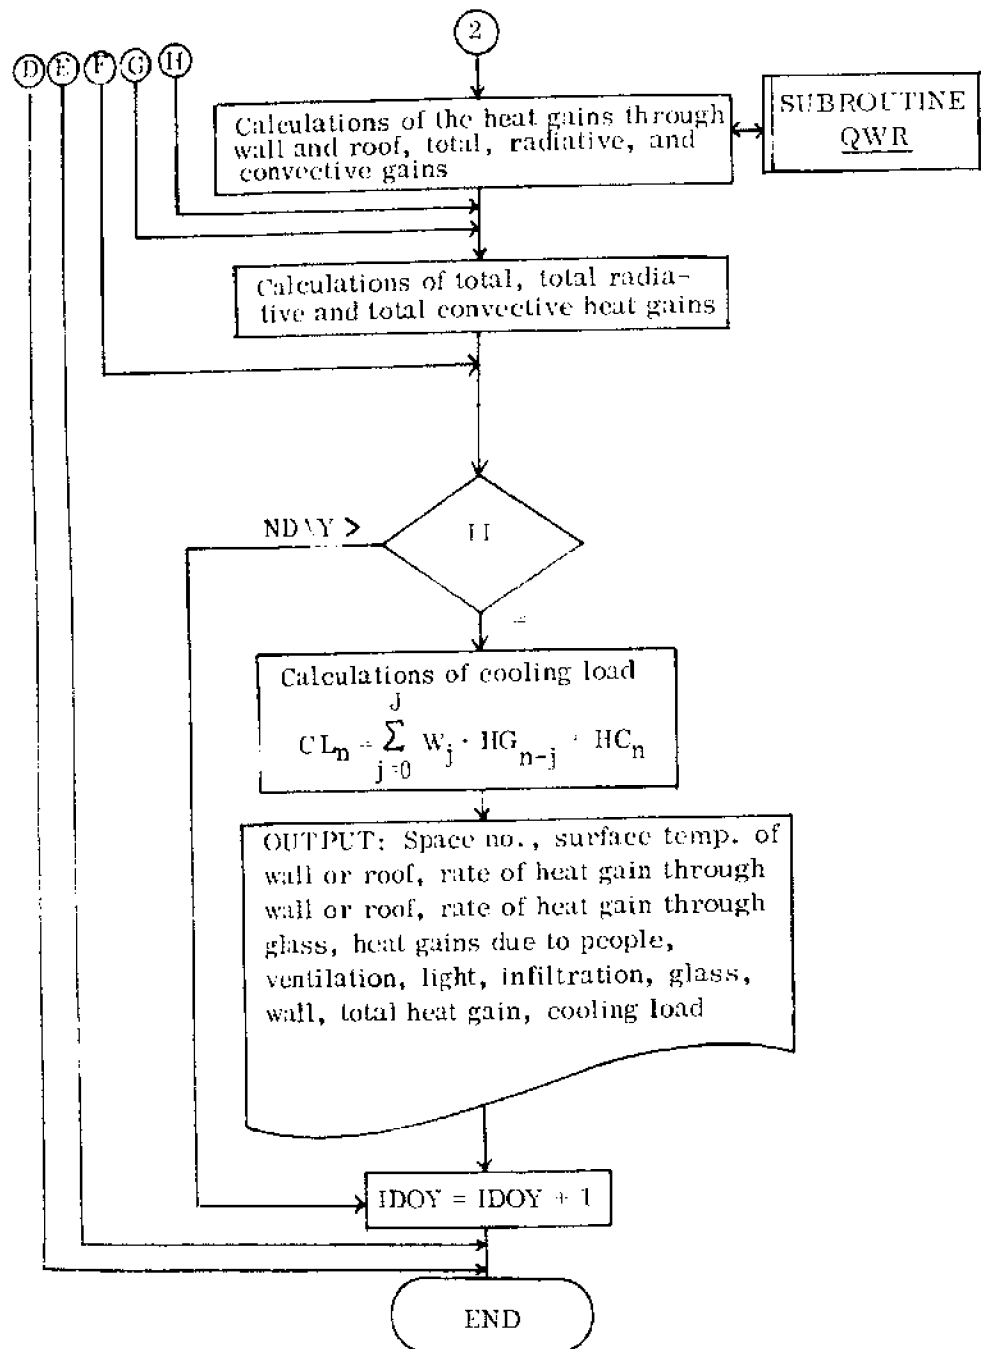 2
D E F G H
Calculations of the heat gains through
wall and roof, total, radiative, and
convective gains
SUBROUTINE
QWR
Calculations of total, total radia-
tive and total convective heat gains
NDAY >
=
Calculations of cooling load
J
CLn = Σ Wj · HGn-j · HCn
j=0
OUTPUT: Space no., surface temp. of
wall or roof, rate of heat gain through
wall or roof, rate of heat gain through
glass, heat gains due to people,
ventilation, light, infiltration, glass,
wall, total heat gain, cooling load
IDOY = IDOY + 1
END